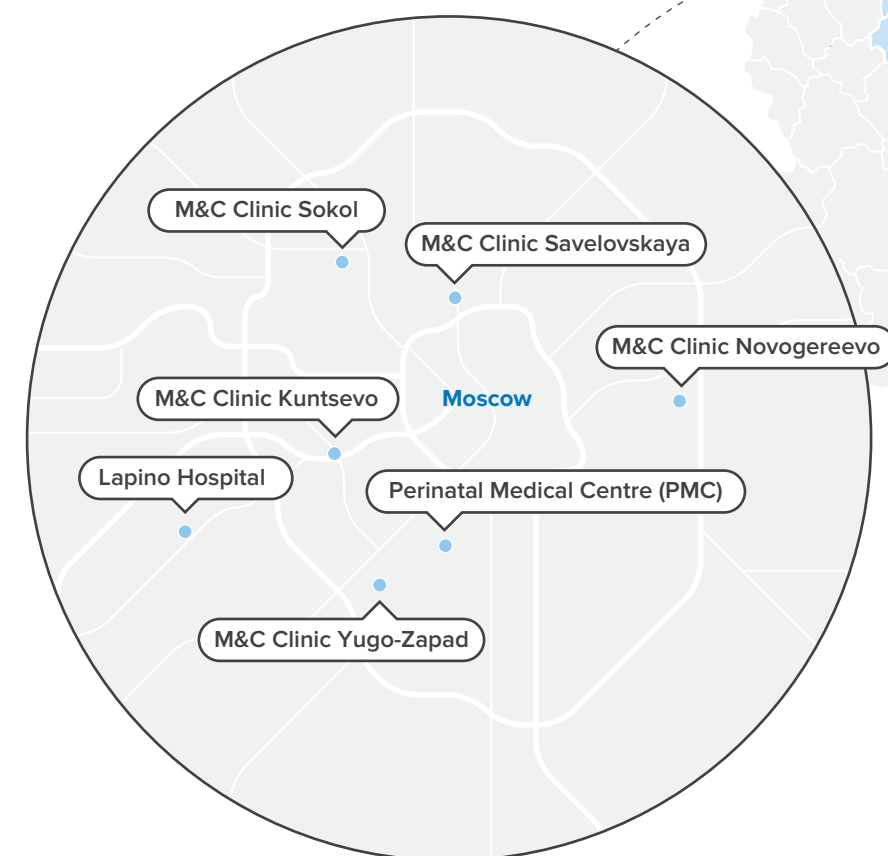 M&C Clinic Sokol
M&C Clinic Savelovskaya
M&C Clinic Novogereevo
M&C Clinic Kuntsevo
Moscow
Lapino Hospital
Perinatal Medical Centre (PMC)
M&C Clinic Yugo-Zapad